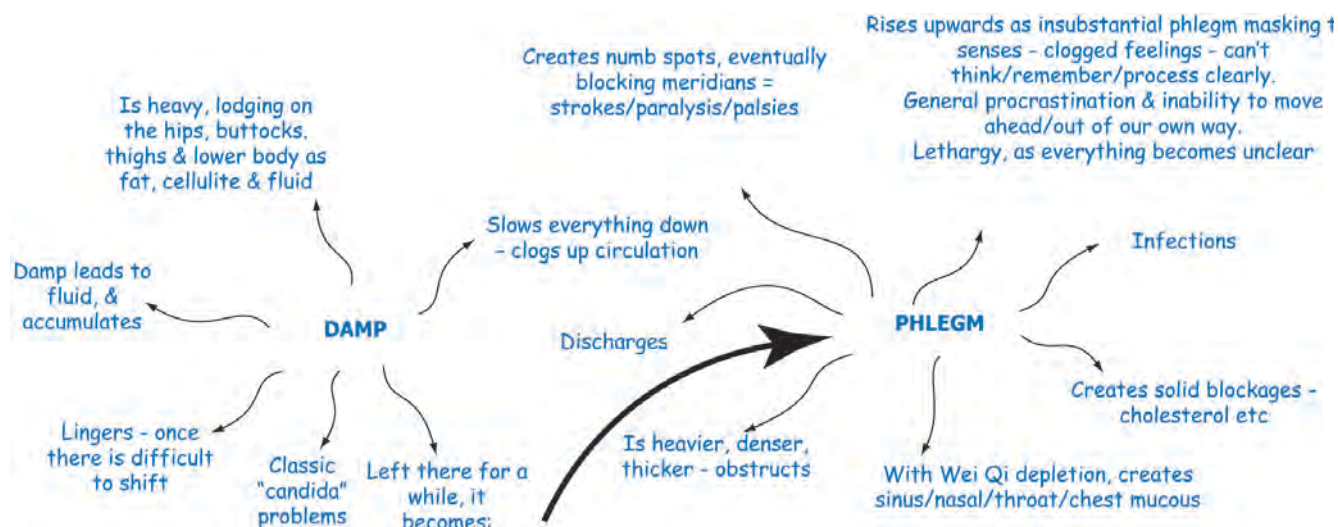 Is heavy, lodging on
the hips, buttocks,
thighs & lower body as
fat, cellulite & fluid
Slows everything down
- clogs up circulation
Damp leads to
fluid, &
accumulates
DAMP
Lingers - once
there is difficult
to shift
Classic
"candida"
problems
Left there for a
while, it
becomes:
Creates numb spots, eventually
blocking meridians =
strokes/paralysis/palsies
Rises upwards as insubstantial phlegm masking t
senses - clogged feelings - can't
think/remember/process clearly.
General procrastination & inability to move
ahead/out of our own way.
Lethargy, as everything becomes unclear
Infections
Discharges
PHLEGM
Is heavier, denser,
thicker - obstructs
With Wei Qi depletion, creates
sinus/nasal/throat/chest mucous
Creates solid blockages -
cholesterol etc